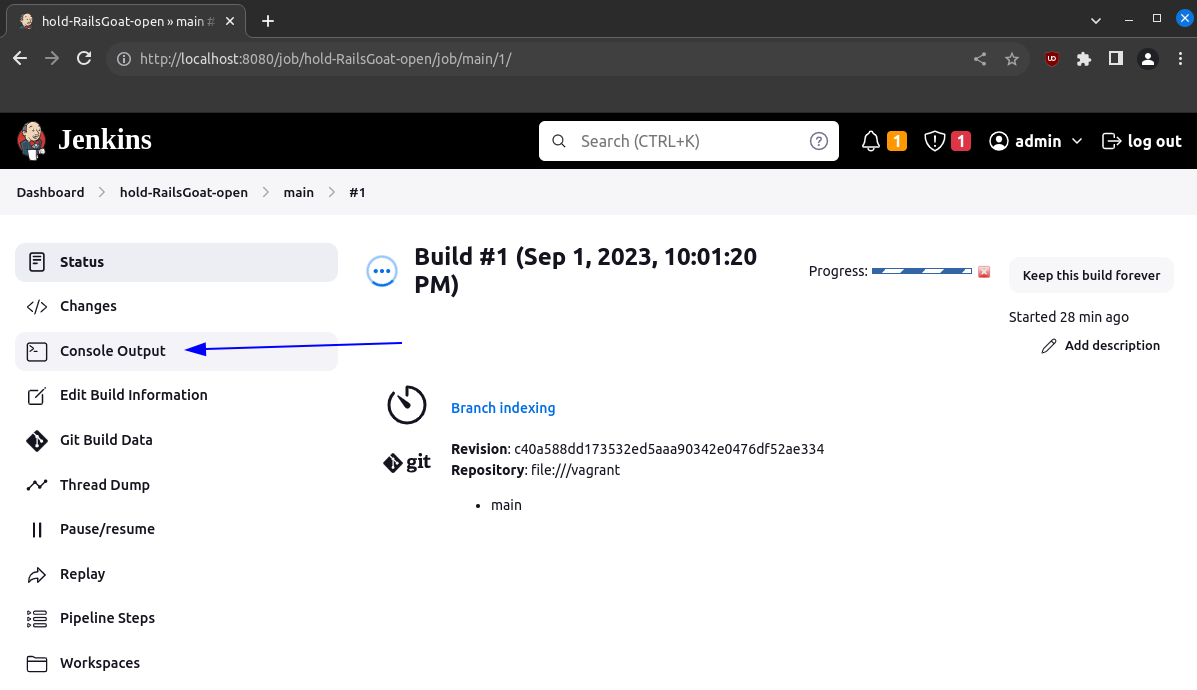 hold-RailsGoat-open » main #
http://localhost:8080/job/hold-RailsGoat-open/job/main/1/
Jenkins
Search (CTRL+K)
1
1
admin
log out
Dashboard
hold-RailsGoat-open
main
#1
Status
Changes
Console Output
Edit Build Information
Git Build Data
Thread Dump
Pause/resume
Replay
Pipeline Steps
Workspaces
Build #1 (Sep 1, 2023, 10:01:20
PM)
Progress:
Keep this build forever
Started 28 min ago
Add description
Branch indexing
git
Revision: c40a588dd173532ed5aaa90342e0476df52ae334
Repository: file:///vagrant
• main